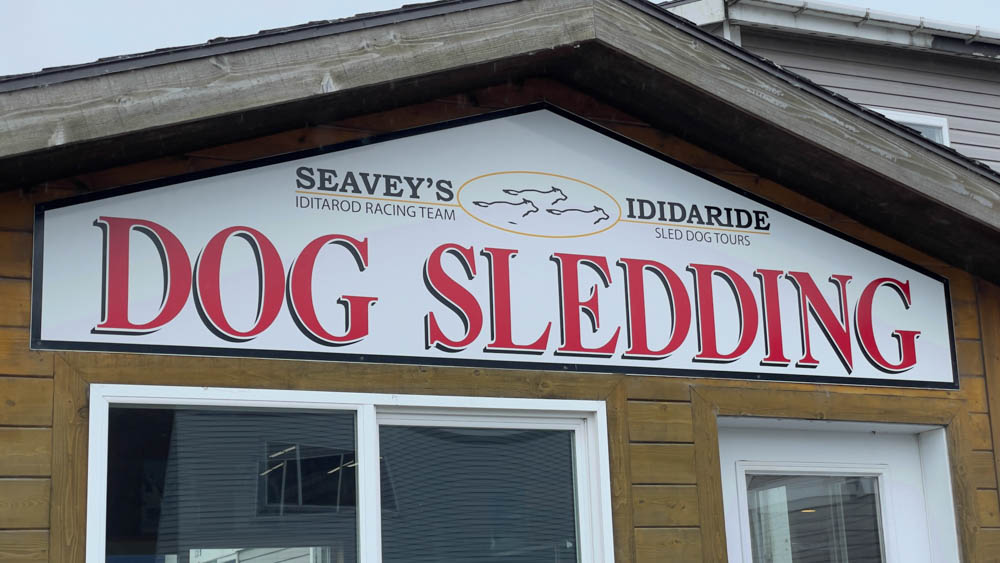 SEAVEY'S
IDITAROD RACING TEAM
IDIDARIDE
SLED DOG TOURS
DOG SLEDDING